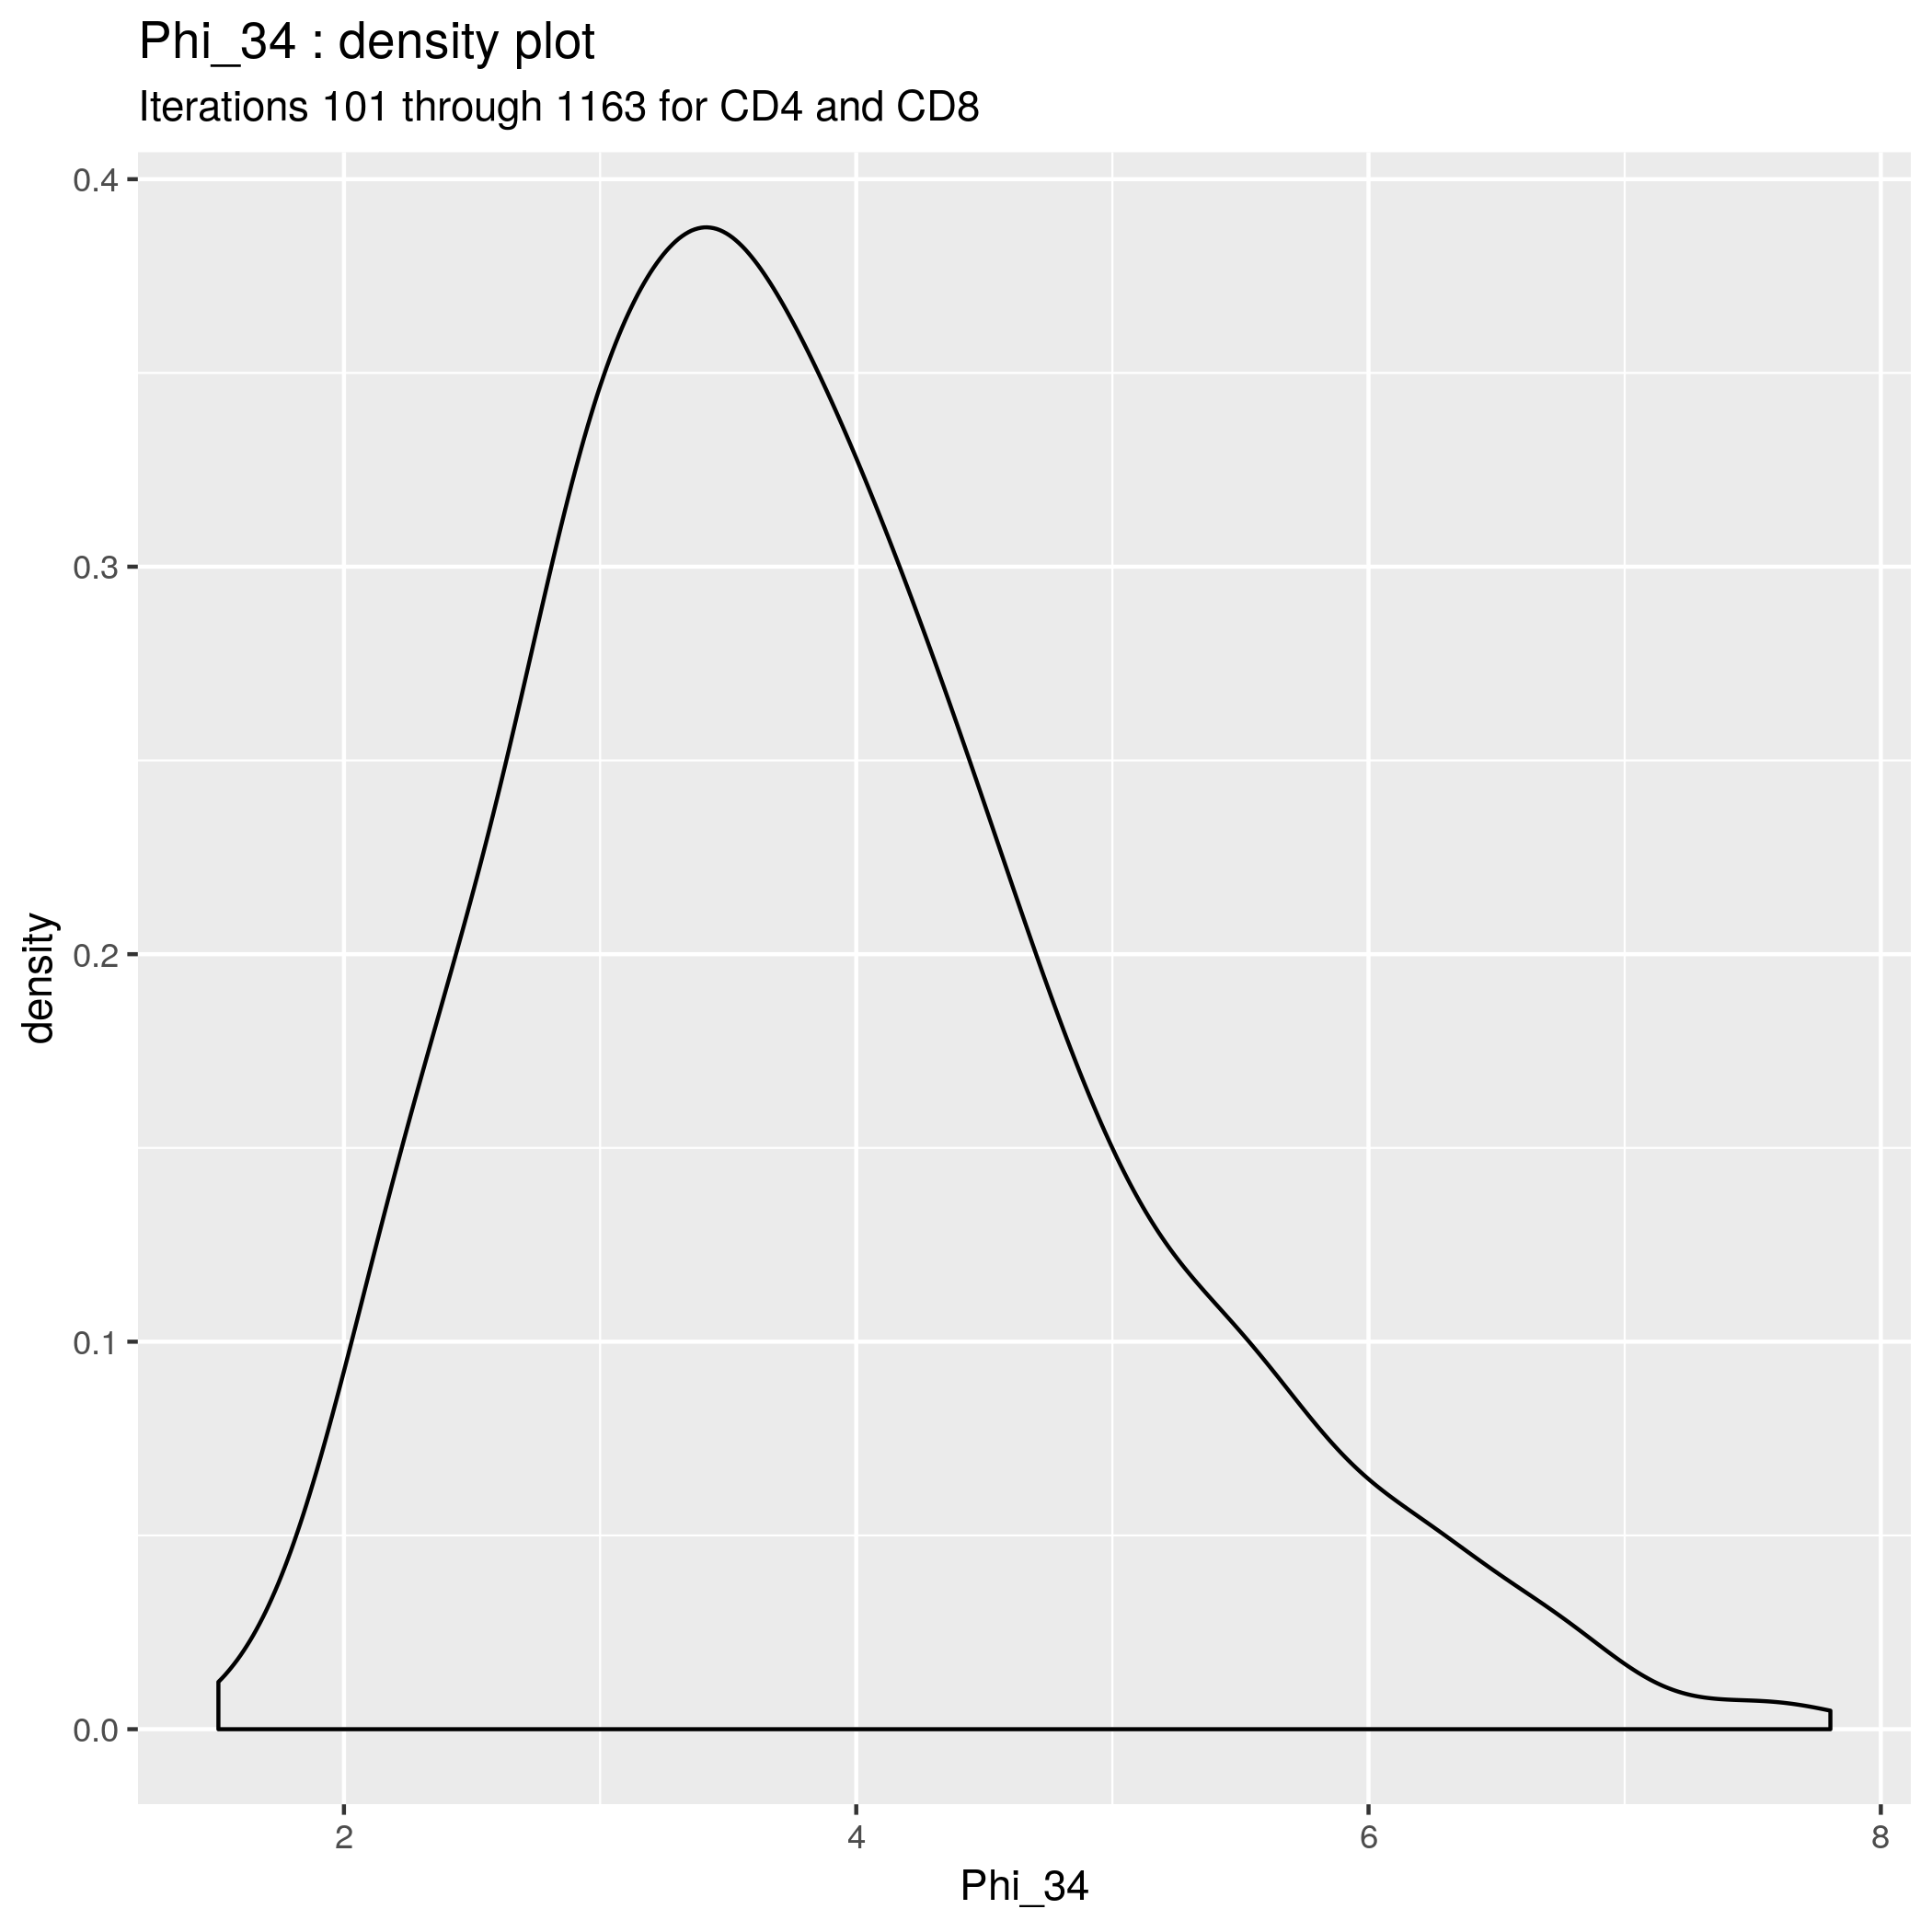 Phi_34 : density plot
Iterations 101 through 1163 for CD4 and CD8
0.4
0.3
0.2
0.1
0.0
density
2
4
6
8
Phi_34